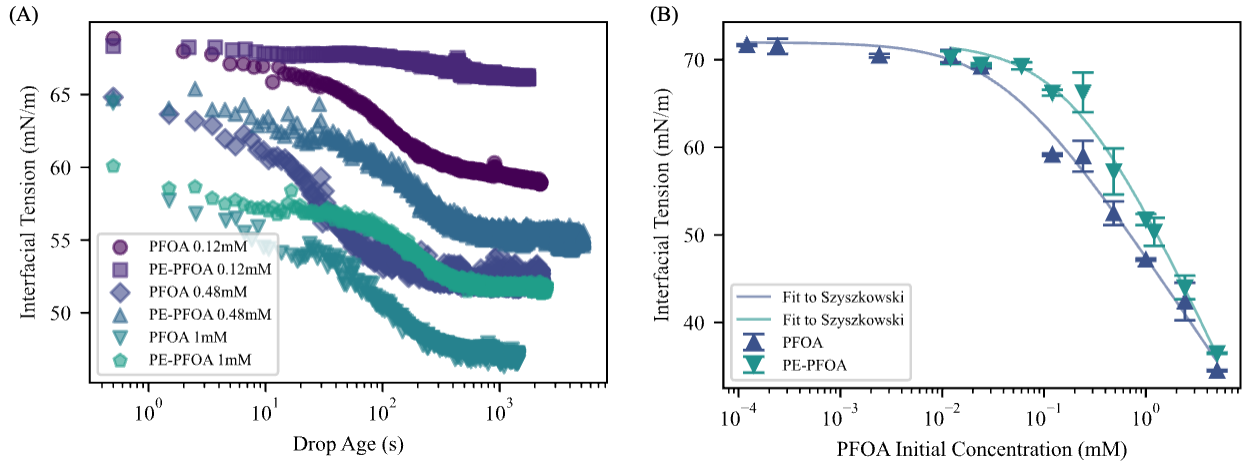 (A)
Interfacial Tension (mN/m)
65
60
55
50
PFOA 0.12mM
PE-PFOA 0.12mM
PFOA 0.48mM
PE-PFOA 0.48mM
PFOA 1mM
PE-PFOA 1mM
10⁰
10¹
10²
10³
Drop Age (s)
(B)
Interfacial Tension (mN/m)
70
60
50
40
Fit to Szyszkowski
Fit to Szyszkowski
PFOA
PE-PFOA
10⁻⁴
10⁻³
10⁻²
10⁻¹
10⁰
PFOA Initial Concentration (mM)